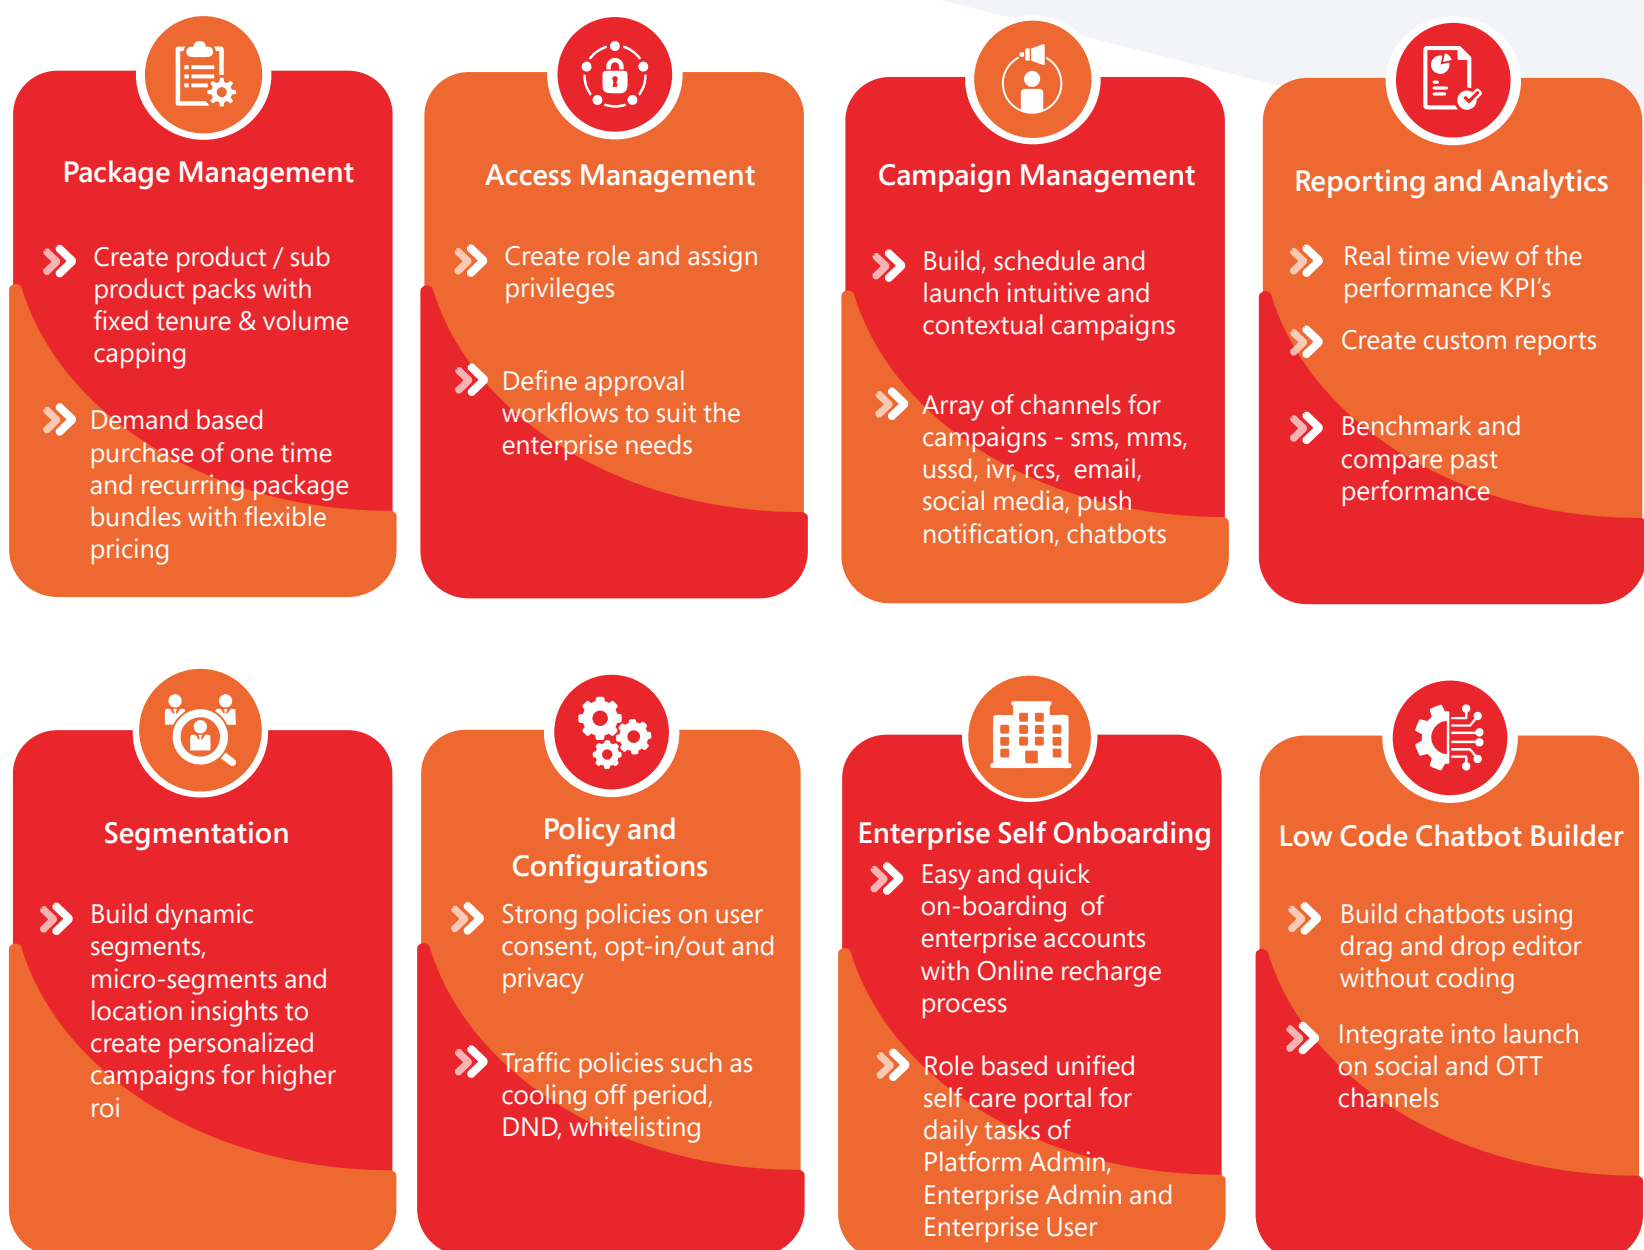 Package Management
Create product / sub
product packs with
fixed tenure & volume
capping
Demand based
purchase of one time
and recurring package
bundles with flexible
pricing
Access Management
Create role and assign
privileges
Define approval
workflows to suit the
enterprise needs
Campaign Management
Build, schedule and
launch intuitive and
contextual campaigns
Array of channels for
campaigns - sms, mms,
ussd, ivr, rcs, email,
social media, push
notification, chatbots
Reporting and Analytics
Real time view of the
performance KPI's
Create custom reports
Benchmark and
compare past
performance
Segmentation
Build dynamic
segments,
micro-segments and
location insights to
create personalized
campaigns for higher
roi
Policy and
Configurations
Strong policies on user
consent, opt-in/out and
privacy
Traffic policies such as
cooling off period,
DND, whitelisting
Enterprise Self Onboarding
Easy and quick
on-boarding of
enterprise accounts
with Online recharge
process
Role based unified
self care portal for
daily tasks of
Platform Admin,
Enterprise Admin and
Enterprise User
Low Code Chatbot Builder
Build chatbots using
drag and drop editor
without coding
Integrate into launch
on social and OTT
channels